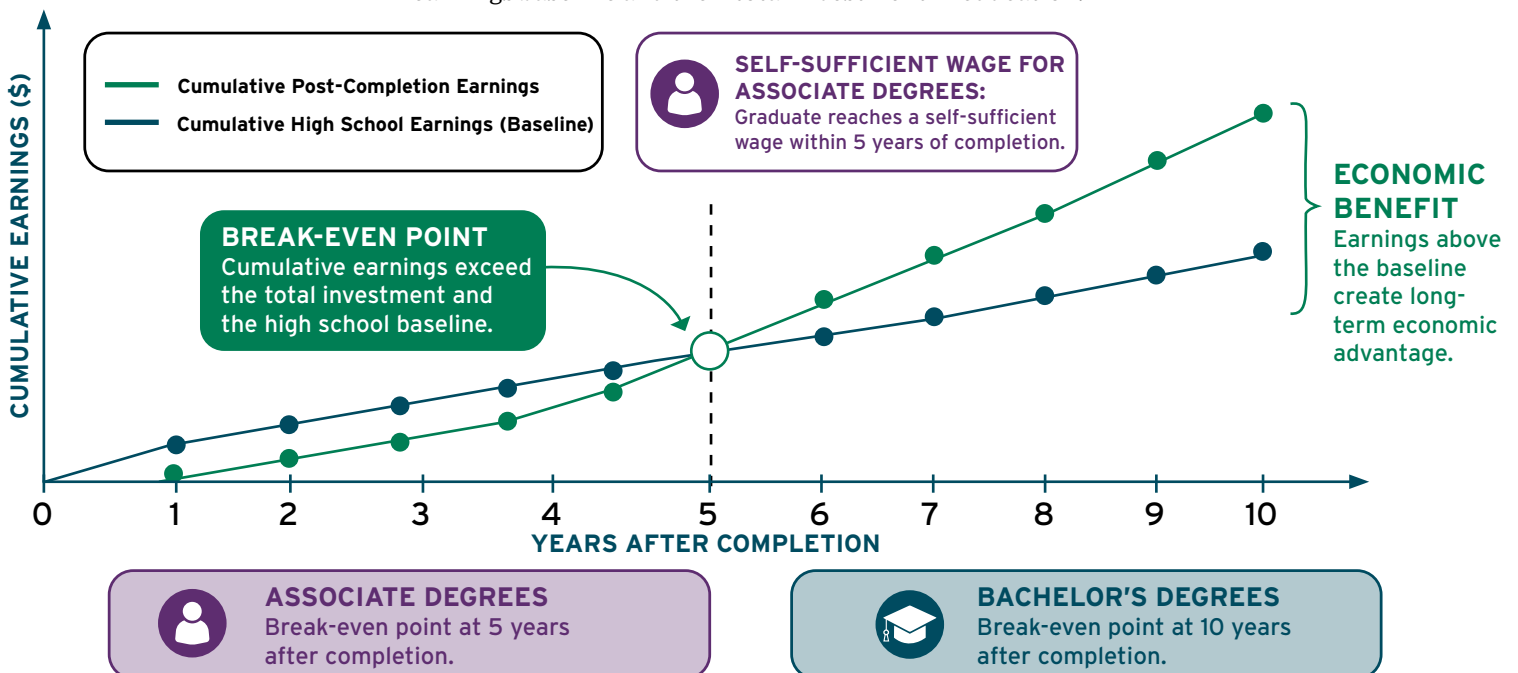 Cumulative Post-Completion Earnings
Cumulative High School Earnings (Baseline)
SELF-SUFFICIENT WAGE FOR
ASSOCIATE DEGREES:
Graduate reaches a self-sufficient
wage within 5 years of completion.
CUMULATIVE EARNINGS ($)
BREAK-EVEN POINT
Cumulative earnings exceed
the total investment and
the high school baseline.
ECONOMIC
BENEFIT
Earnings above
the baseline
create long-
term economic
advantage.
0 1 2 3 4 5 6 7 8 9 10
YEARS AFTER COMPLETION
ASSOCIATE DEGREES
Break-even point at 5 years
after completion.
BACHELOR'S DEGREES
Break-even point at 10 years
after completion.